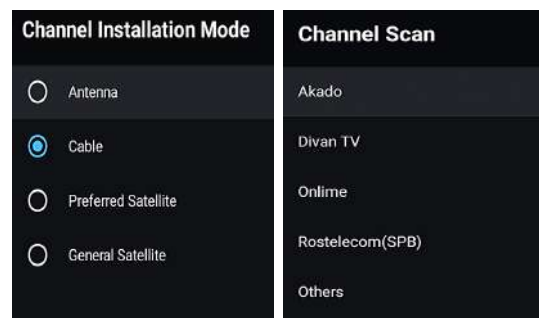 Channel Installation Mode
Antenna
Cable
Preferred Satellite
General Satellite
Channel Scan
Akado
Divan TV
Onlime
Rostelecom(SPB)
Others